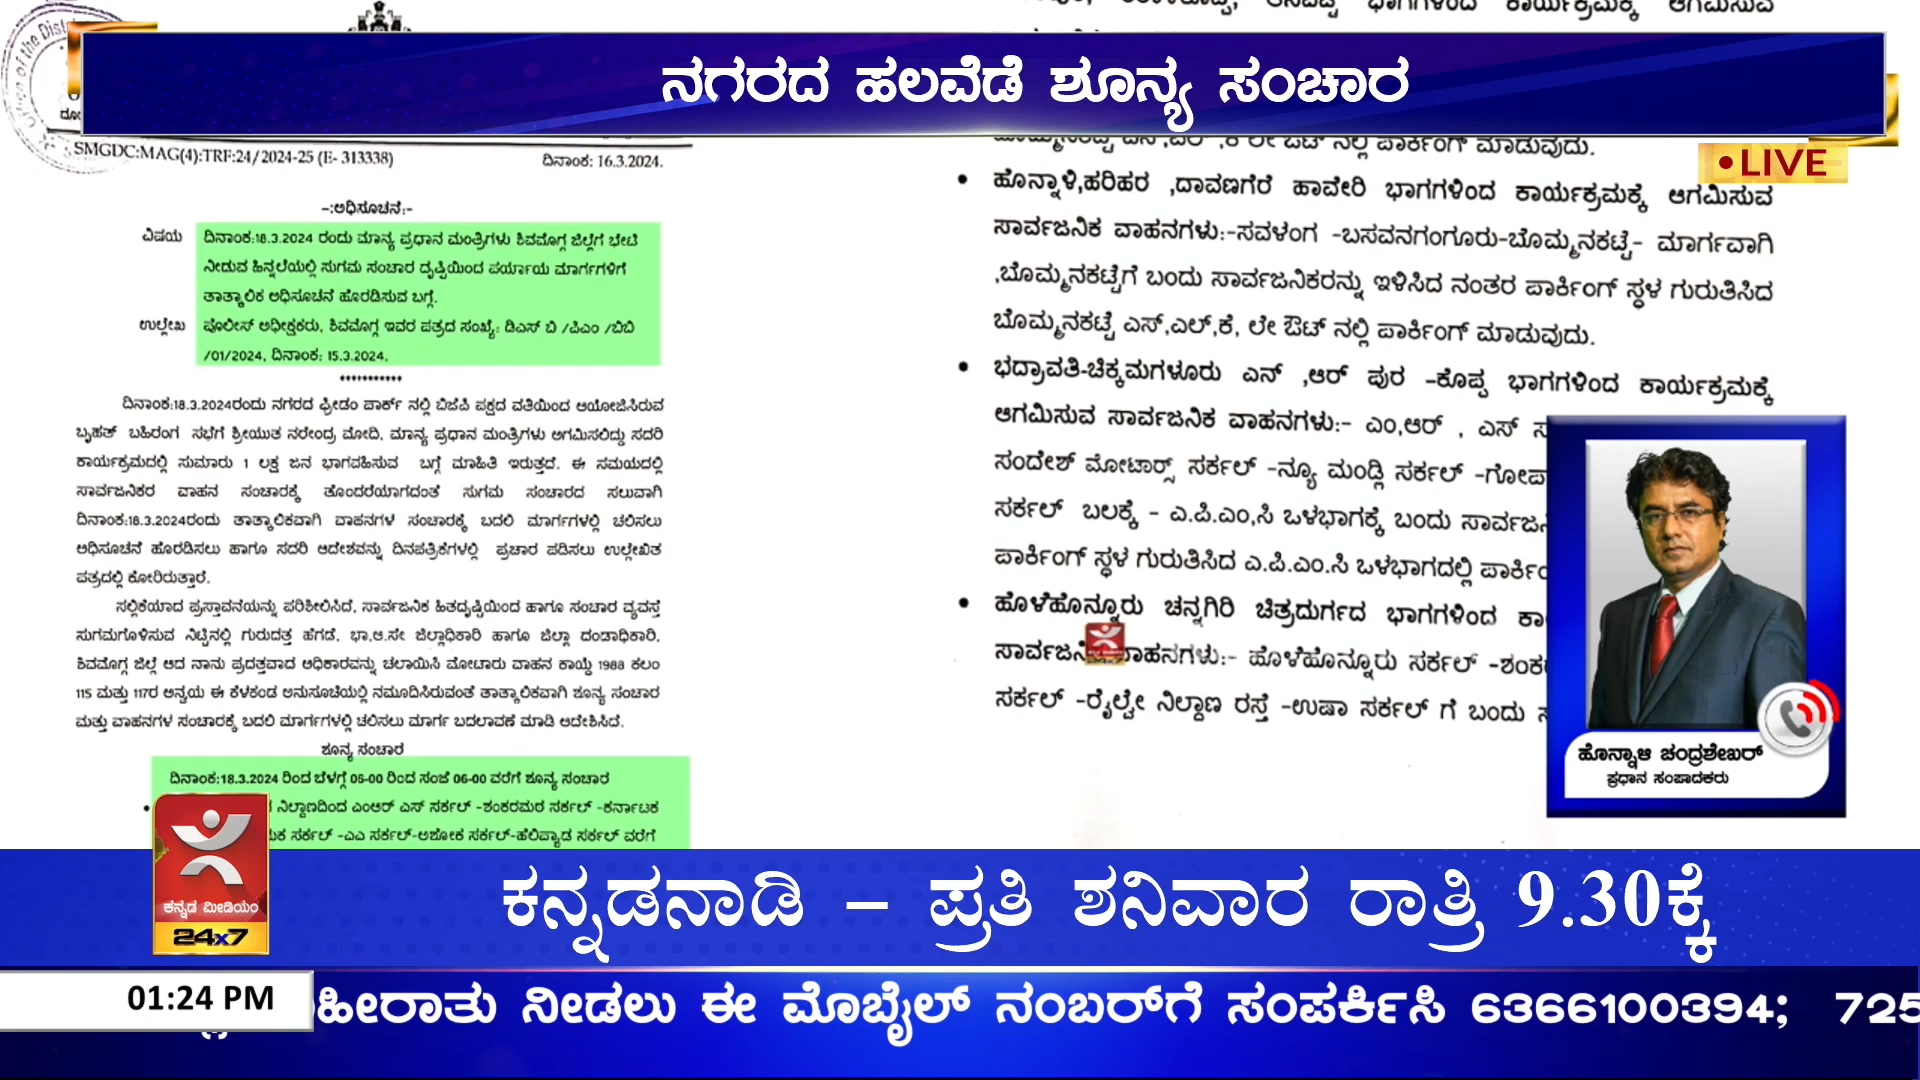 ನಗರದ ಹಲವೆಡೆ ಶೂನ್ಯ ಸಂಚಾರ
LIVE
SMGDC:MAG(4):TRF:24/2024-25 (E- 313338)
ದಿನಾಂಕ: 16.3.2024.
-:ಅಧಿಸೂಚನೆ:-
ವಿಷಯ
ದಿನಾಂಕ:18.3.2024 ರಂದು ಮಾನ್ಯ ಪ್ರಧಾನ ಮಂತ್ರಿಗಳು ಶಿವಮೊಗ್ಗ ಜಿಲ್ಲೆಗೆ ಭೇಟಿ
ನೀಡುವ ಹಿನ್ನಲೆಯಲ್ಲಿ ಸುಗಮ ಸಂಚಾರ ದೃಷ್ಟಿಯಿಂದ ಪರ್ಯಾಯ ಮಾರ್ಗಗಳಿಗೆ
ತಾತ್ಕಾಲಿಕ ಅಧಿಸೂಚನೆ ಹೊರಡಿಸುವ ಬಗ್ಗೆ.
ಉಲ್ಲೇಖ
ಪೊಲೀಸ್ ಅಧೀಕ್ಷಕರು, ಶಿವಮೊಗ್ಗ ಇವರ ಪತ್ರದ ಸಂಖ್ಯೆ: ಡಿಎಸ್ ಬಿ /ಪಿಎಂ /ಬಿಬಿ
/01/2024, ದಿನಾಂಕ: 15.3.2024.
***********
ದಿನಾಂಕ:18.3.2024ರಂದು ನಗರದ ಫ್ರೀಡಂ ಪಾರ್ಕ್ ನಲ್ಲಿ ಬಿಜೆಪಿ ಪಕ್ಷದ ವತಿಯಿಂದ ಆಯೋಜಿಸಿರುವ
ಬೃಹತ್ ಬಹಿರಂಗ ಸಭೆಗೆ ಶ್ರೀಯುತ ನರೇಂದ್ರ ಮೋದಿ, ಮಾನ್ಯ ಪ್ರಧಾನ ಮಂತ್ರಿಗಳು ಆಗಮಿಸಲಿದ್ದು ಸದರಿ
ಕಾರ್ಯಕ್ರಮದಲ್ಲಿ ಸುಮಾರು 1 ಲಕ್ಷ ಜನ ಭಾಗವಹಿಸುವ ಬಗ್ಗೆ ಮಾಹಿತಿ ಇರುತ್ತದೆ. ಈ ಸಮಯದಲ್ಲಿ
ಸಾರ್ವಜನಿಕರ ವಾಹನ ಸಂಚಾರಕ್ಕೆ ತೊಂದರೆಯಾಗದಂತೆ ಸುಗಮ ಸಂಚಾರದ ಸಲುವಾಗಿ
ದಿನಾಂಕ:18.3.2024ರಂದು ತಾತ್ಕಾಲಿಕವಾಗಿ ವಾಹನಗಳ ಸಂಚಾರಕ್ಕೆ ಬದಲಿ ಮಾರ್ಗಗಳಲ್ಲಿ ಚಲಿಸಲು
ಅಧಿಸೂಚನೆ ಹೊರಡಿಸಲು ಹಾಗೂ ಸದರಿ ಆದೇಶವನ್ನು ದಿನಪತ್ರಿಕೆಗಳಲ್ಲಿ ಪ್ರಚಾರ ಪಡಿಸಲು ಉಲ್ಲೇಖಿತ
ಪತ್ರದಲ್ಲಿ ಕೋರಿರುತ್ತಾರೆ.
ಸಲ್ಲಿಕೆಯಾದ ಪ್ರಸ್ತಾವನೆಯನ್ನು ಪರಿಶೀಲಿಸಿದೆ, ಸಾರ್ವಜನಿಕ ಹಿತದೃಷ್ಟಿಯಿಂದ ಹಾಗೂ ಸಂಚಾರ ವ್ಯವಸ್ಥೆ
ಸುಗಮಗೊಳಿಸುವ ನಿಟ್ಟಿನಲ್ಲಿ ಗುರುದತ್ತ ಹೆಗಡೆ, ಭಾ.ಆ.ಸೇ ಜಿಲ್ಲಾಧಿಕಾರಿ ಹಾಗೂ ಜಿಲ್ಲಾ ದಂಡಾಧಿಕಾರಿ,
ಶಿವಮೊಗ್ಗ ಜಿಲ್ಲೆ ಆದ ನಾನು ಪ್ರದತ್ತವಾದ ಅಧಿಕಾರವನ್ನು ಚಲಾಯಿಸಿ ಮೋಟಾರು ವಾಹನ ಕಾಯ್ದೆ 1988 ಕಲಂ
115 ಮತ್ತು 117ರ ಅನ್ವಯ ಈ ಕೆಳಕಂಡ ಅನುಸೂಚಿಯಲ್ಲಿ ನಮೂದಿಸಿರುವಂತೆ ತಾತ್ಕಾಲಿಕವಾಗಿ ಶೂನ್ಯ ಸಂಚಾರ
ಮತ್ತು ವಾಹನಗಳ ಸಂಚಾರಕ್ಕೆ ಬದಲಿ ಮಾರ್ಗಗಳಲ್ಲಿ ಚಲಿಸಲು ಮಾರ್ಗ ಬದಲಾವಣೆ ಮಾಡಿ ಆದೇಶಿಸಿದೆ.
ಶೂನ್ಯ ಸಂಚಾರ
ದಿನಾಂಕ:18.3.2024 ರಿಂದ ಬೆಳಗ್ಗೆ 06-00 ರಿಂದ ಸಂಜೆ 06-00 ವರೆಗೆ ಶೂನ್ಯ ಸಂಚಾರ
ನಿಲ್ದಾಣದಿಂದ ಎಂಆರ್ ಎಸ್ ಸರ್ಕಲ್ -ಶಂಕರಮಠ ಸರ್ಕಲ್ -ಕರ್ನಾಟಕ
ಸರ್ಕಲ್ -ಎಎ ಸರ್ಕಲ್-ಅಶೋಕ ಸರ್ಕಲ್-ಹೆಲಿಪ್ಯಾಡ ಸರ್ಕಲ್ ವರೆಗೆ
ಭಾಗಗಳಿಂದ ಕಾರ್ಯಕ್ರಮಕ್ಕೆ ಆಗಮಿಸುವ
ಲೇ ಔಟ್ ನಲ್ಲಿ ಪಾರ್ಕಿಂಗ್ ಮಾಡುವುದು.
• ಹೊನ್ನಾಳಿ,ಹರಿಹರ ,ದಾವಣಗೆರೆ ಹಾವೇರಿ ಭಾಗಗಳಿಂದ ಕಾರ್ಯಕ್ರಮಕ್ಕೆ ಆಗಮಿಸುವ
ಸಾರ್ವಜನಿಕ ವಾಹನಗಳು:-ಸವಳಂಗ -ಬಸವನಗಂಗೂರು-ಬೊಮ್ಮನಕಟ್ಟೆ- ಮಾರ್ಗವಾಗಿ
,ಬೊಮ್ಮನಕಟ್ಟೆಗೆ ಬಂದು ಸಾರ್ವಜನಿಕರನ್ನು ಇಳಿಸಿದ ನಂತರ ಪಾರ್ಕಿಂಗ್ ಸ್ಥಳ ಗುರುತಿಸಿದ
ಬೊಮ್ಮನಕಟ್ಟೆ ಎಸ್,ಎಲ್,ಕೆ, ಲೇ ಔಟ್ ನಲ್ಲಿ ಪಾರ್ಕಿಂಗ್ ಮಾಡುವುದು.
• ಭದ್ರಾವತಿ-ಚಿಕ್ಕಮಗಳೂರು ಎನ್ ,ಆರ್ ಪುರ -ಕೊಪ್ಪ ಭಾಗಗಳಿಂದ ಕಾರ್ಯಕ್ರಮಕ್ಕೆ
ಆಗಮಿಸುವ ಸಾರ್ವಜನಿಕ ವಾಹನಗಳು:- ಎಂ,ಆರ್ , ಎಸ್
ಸಂದೇಶ್ ಮೋಟಾರ್ಸ್ ಸರ್ಕಲ್ -ನ್ಯೂ ಮಂಡ್ಲಿ ಸರ್ಕಲ್ -ಗೋಪಾ
ಸರ್ಕಲ್ ಬಲಕ್ಕೆ - ಎ.ಪಿ.ಎಂ,ಸಿ ಒಳಭಾಗಕ್ಕೆ ಬಂದು ಸಾರ್ವಜನಿ
ಪಾರ್ಕಿಂಗ್ ಸ್ಥಳ ಗುರುತಿಸಿದ ಎ.ಪಿ.ಎಂ.ಸಿ ಒಳಭಾಗದಲ್ಲಿ ಪಾರ್ಕಿಂ
• ಹೊಳೆಹೊನ್ನೂರು ಚನ್ನಗಿರಿ ಚಿತ್ರದುರ್ಗದ ಭಾಗಗಳಿಂದ ಕಾ
ವಾಹನಗಳು:- ಹೊಳೆಹೊನ್ನೂರು ಸರ್ಕಲ್ -ಶಂಕ
ಸರ್ಕಲ್ -ರೈಲ್ವೇ ನಿಲ್ದಾಣ ರಸ್ತೆ -ಉಷಾ ಸರ್ಕಲ್ ಗೆ ಬಂದು
ಹೊನ್ನಾಳಿ ಚಂದ್ರಶೇಖರ್
ಪ್ರಧಾನ ಸಂಪಾದಕರು
ಕನ್ನಡ ಮೀಡಿಯಂ
24x7
ಕನ್ನಡನಾಡಿ – ಪ್ರತಿ ಶನಿವಾರ ರಾತ್ರಿ 9.30ಕ್ಕೆ
01:24 PM
ಹೀರಾತು ನೀಡಲು ಈ ಮೊಬೈಲ್ ನಂಬರ್‌ಗೆ ಸಂಪರ್ಕಿಸಿ 6366100394; 725